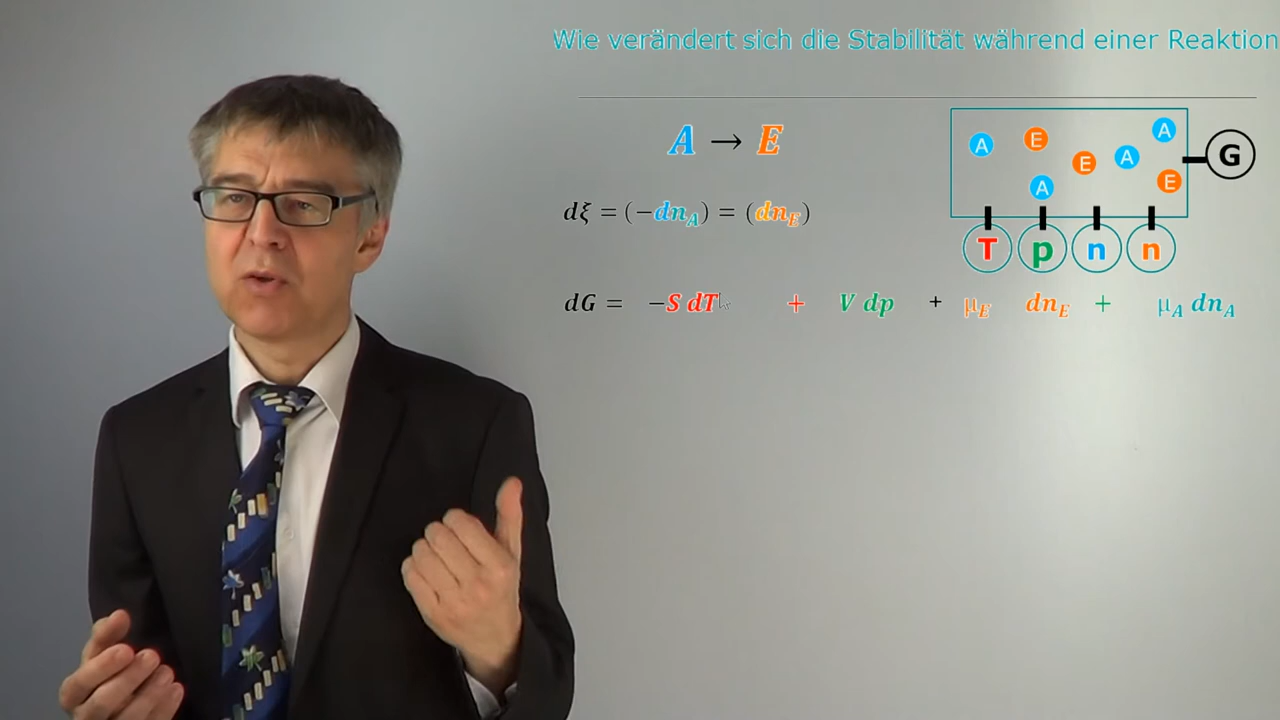 Wie verändert sich die Stabilität während einer Reaktion
A → E
A E E A A A E G
dξ = (−dn_A) = (dn_E)
T p n n
dG = −S dT + V dp + μ_E dn_E + μ_A dn_A